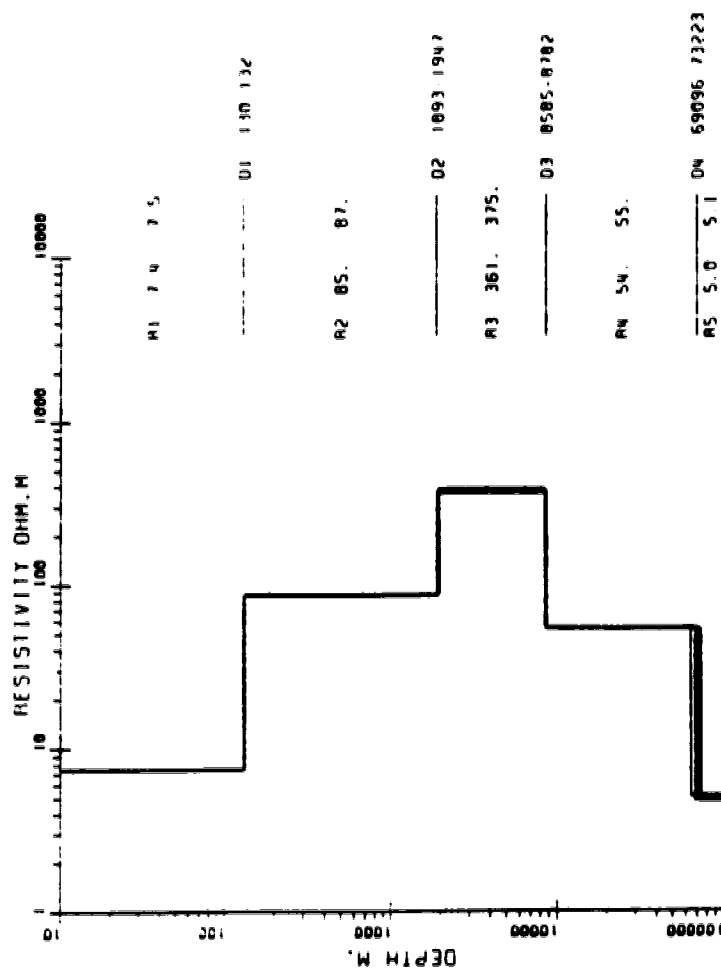 RESISTIVITY OHM.M
1
10
100
1000
10000
DEPTH M.
10
100
1000
10000
100000
R1 7.4 7.5
D1 130 132
R2 85. 87.
D2 1893-1947
R3 361. 375.
D3 8585-8782
R4 54. 55.
D4 69096 73223
R5 5.0 5.1